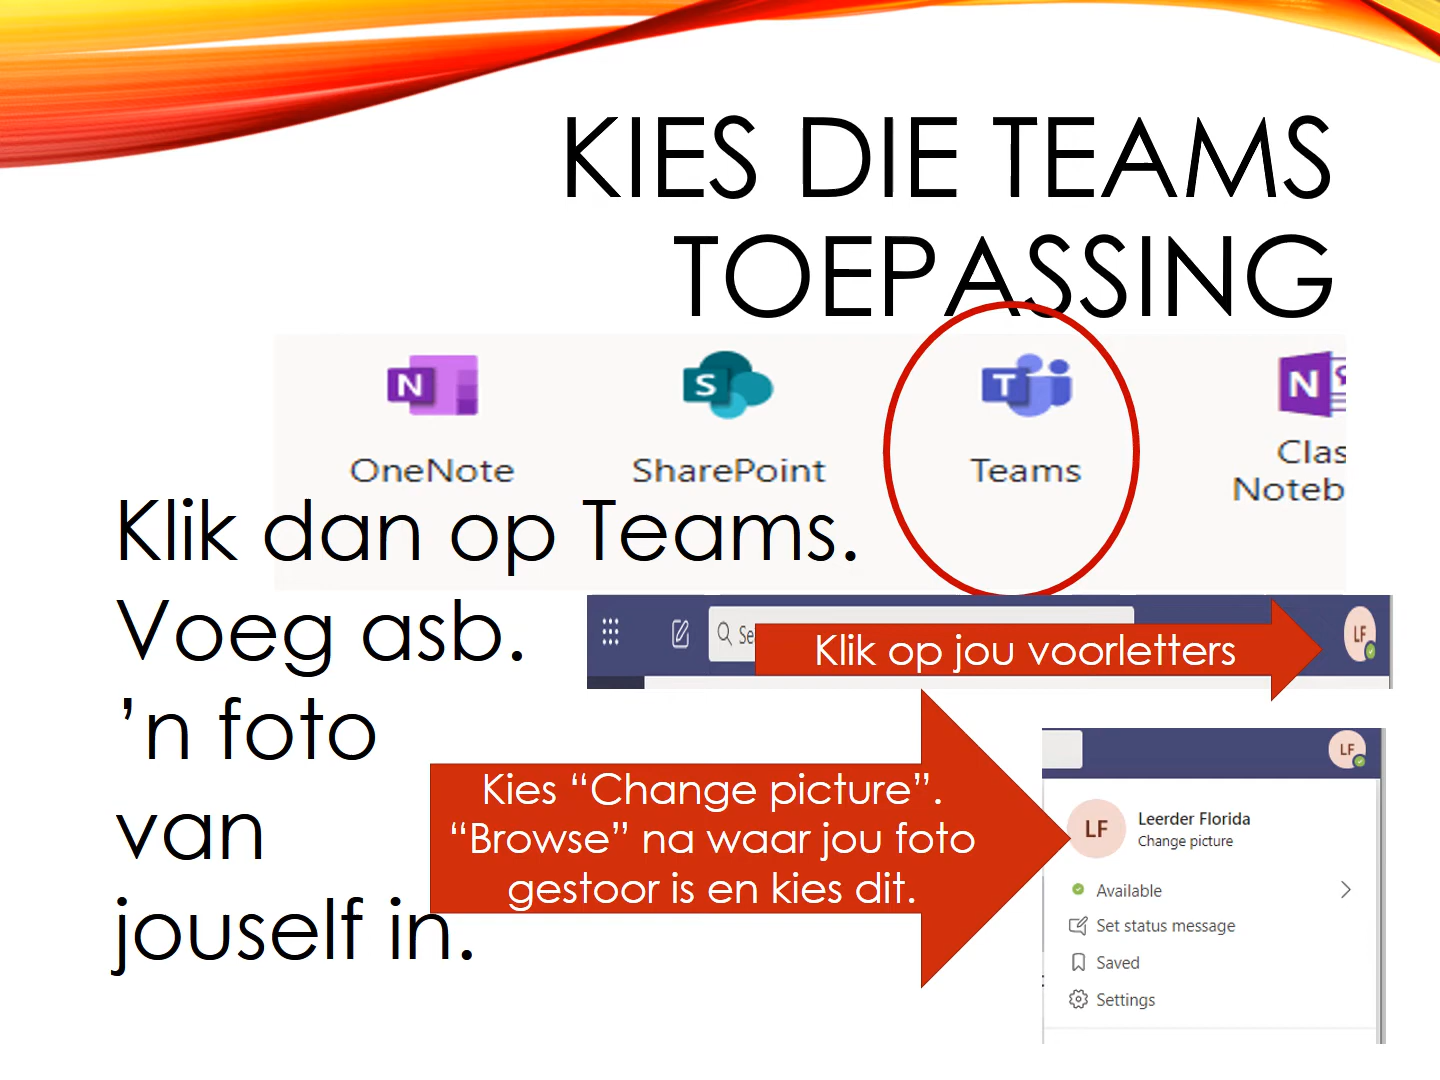 KIES DIE TEAMS
TOEPASSING
OneNote
SharePoint
Teams
Clas
Noteb
Klik dan op Teams.
Voeg asb.
’n foto
van
jouself in.
Se
Klik op jou voorletters
LF
Kies “Change picture”.
“Browse” na waar jou foto
gestoor is en kies dit.
LF
LF
Leerder Florida
Change picture
Available
Set status message
Saved
Settings